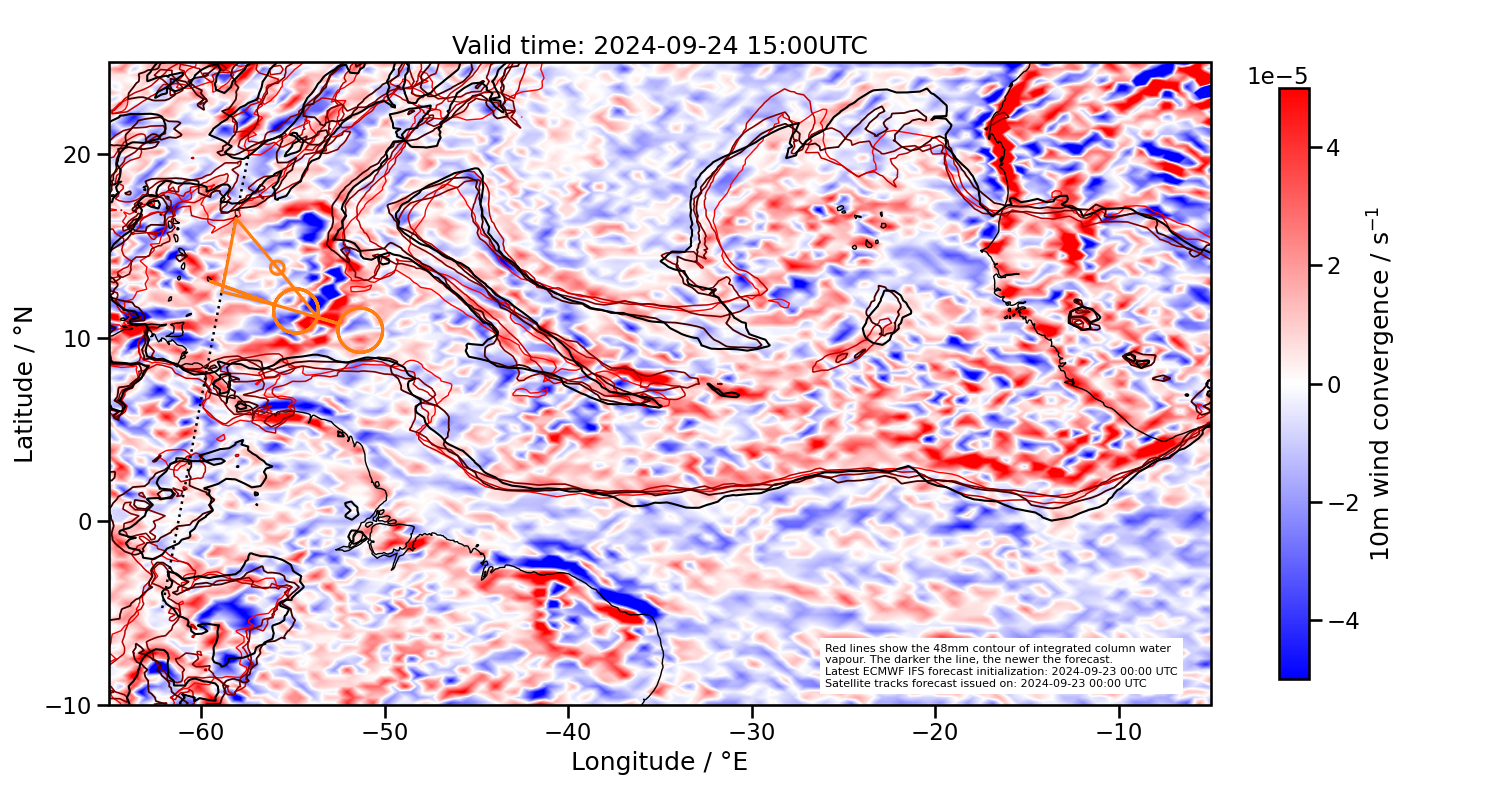 Valid time: 2024-09-24 15:00UTC
1e−5
20
10
0
−10
−60
−50
−40
−30
−20
−10
Latitude / °N
Longitude / °E
4
2
0
−2
−4
10m wind convergence / s⁻¹
Red lines show the 48mm contour of integrated column water
vapour. The darker the line, the newer the forecast.
Latest ECMWF IFS forecast initialization: 2024-09-23 00:00 UTC
Satellite tracks forecast issued on: 2024-09-23 00:00 UTC